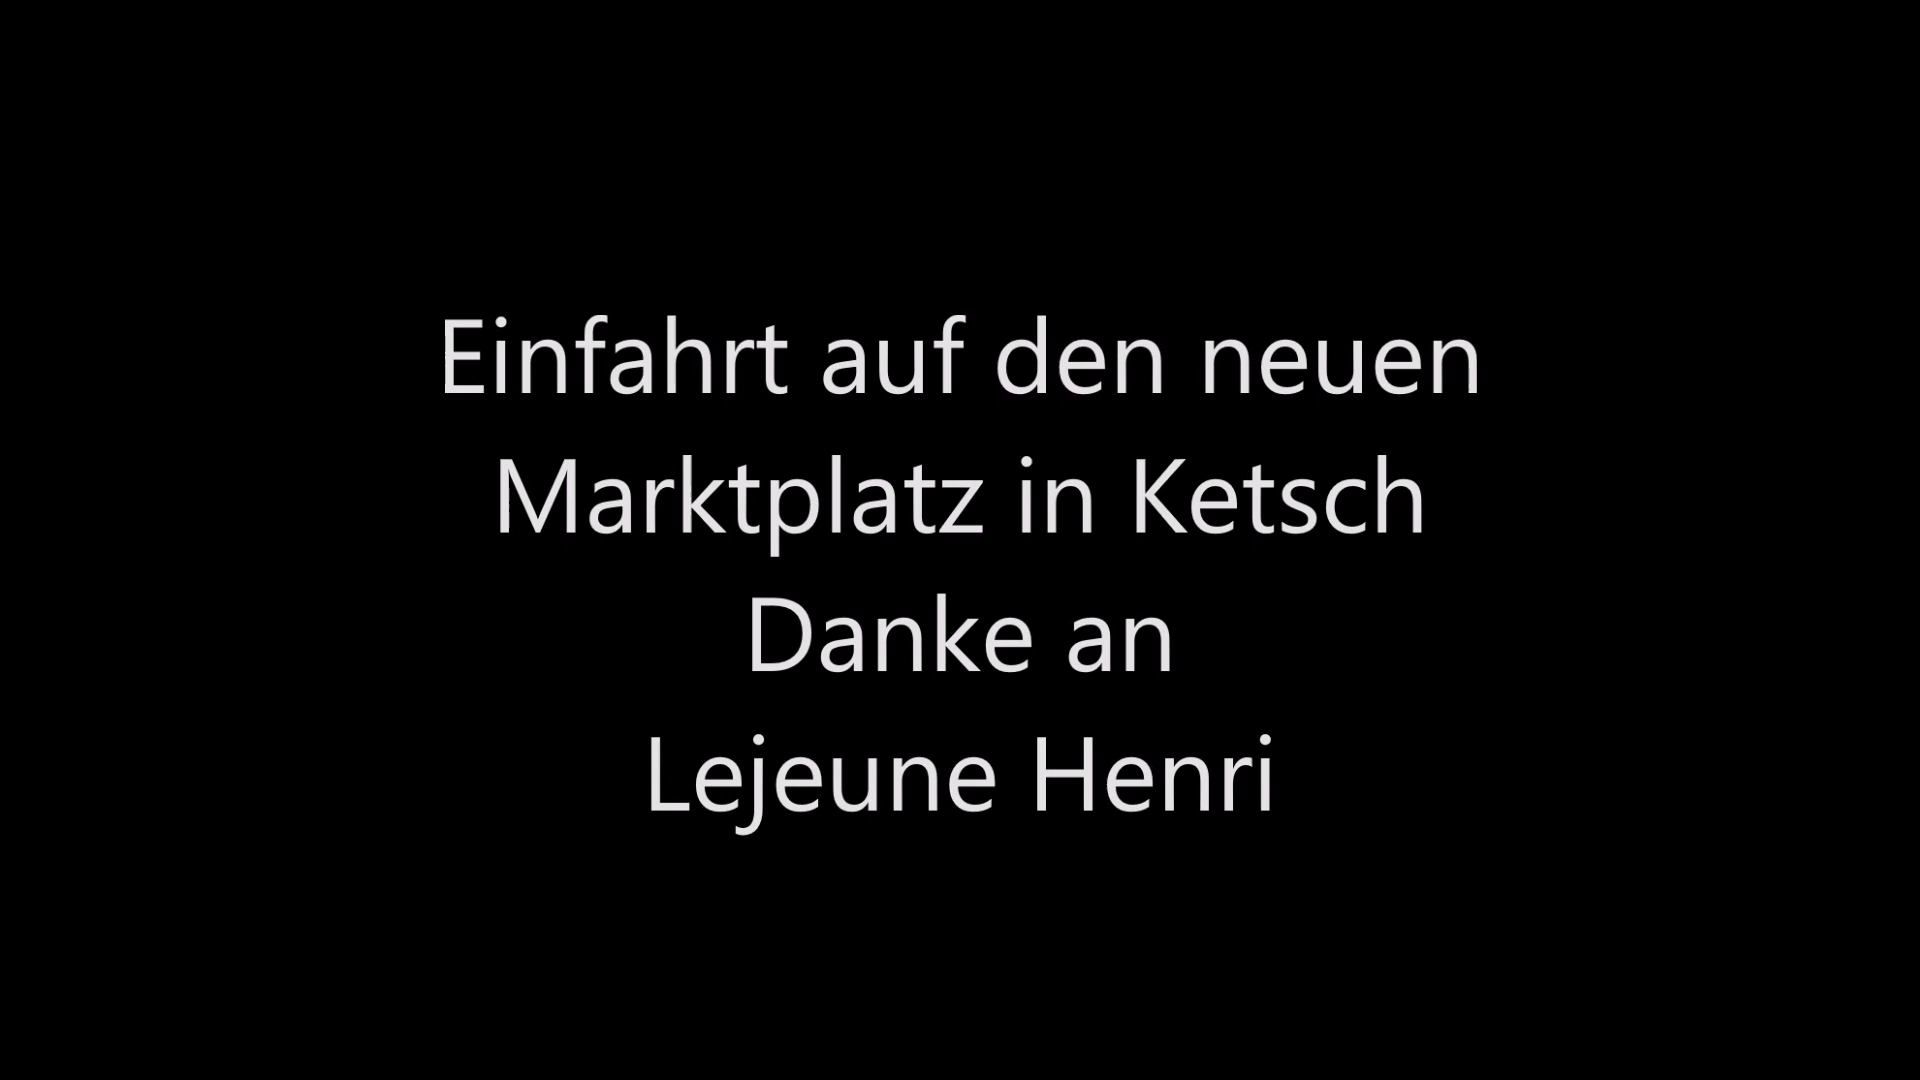 Einfahrt auf den neuen
Marktplatz in Ketsch
Danke an
Lejeune Henri